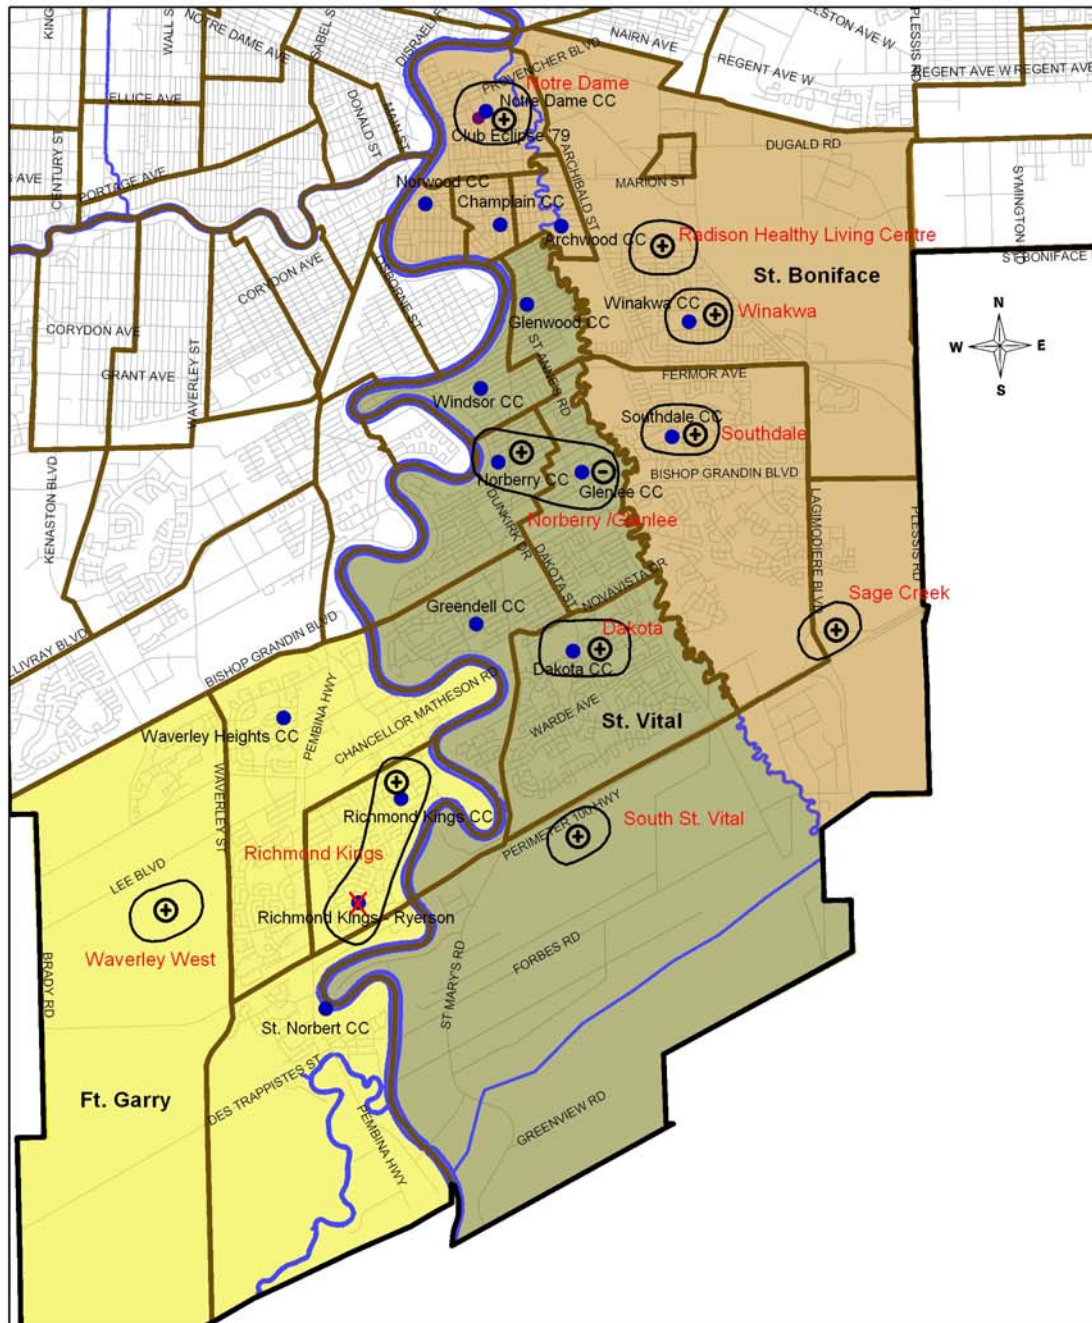 KING
WALL S
NOTRE DAME AVE
ISABEL S
DISRAELI
PROVENCHER BLVD
NAIRN AVE
ELSTON AVE W
PLESSIS RD
REGENT AVE W
REGENT AVE W
REGENT AVE
ELLICE AVE
DONALD ST
MAIN ST
Notre Dame
Notre Dame CC
Club Eclipse '79
CENTURY ST
S AVE
PORTAGE AVE
ARCHIBALD ST
DUGALD RD
MARION ST
SYMINGTON
Norwood CC
Champlain CC
Archwood CC
Radison Healthy Living Centre
ST BONIFACE
St. Boniface
CORYDON AVE
OSBORNE ST
CORYDON AVE
WAVERLEY ST
GRANT AVE
Winakwa CC
Winakwa
Glenwood CC
ST ANNE'S RD
N
W
E
S
FERMOR AVE
Windsor CC
Southdale CC
Southdale
KENASTON BLVD
BISHOP GRANDIN BLVD
Norberry CC
Glenlee CC
Norberry /Glenlee
DUNKIRK DR
DAKOTA ST
NOVAVISTA DR
LAGIMODIERE BLVD
PLESSIS RD
Sage Creek
Greendell CC
Dakota
Dakota CC
LIVRAY BLVD
BISHOP GRANDIN BLVD
PEMBINA HWY
CHANCELLOR MATHESON RD
WARDE AVE
St. Vital
Waverley Heights CC
WAVERLEY ST
Richmond Kings CC
Richmond Kings
PERIMETER 100 HWY
South St. Vital
LEE BLVD
Richmond Kings - Ryerson
Waverley West
BRADY RD
ST MARY'S RD
FORBES RD
St. Norbert CC
DES TRAPPISTES ST
Ft. Garry
PEMBINA HWY
GREENVIEW RD